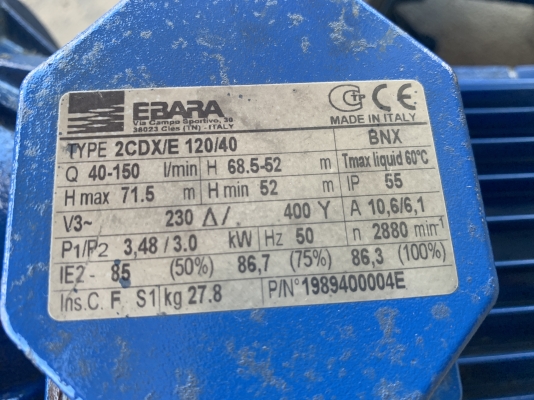 EBARA
Via Campo Sportivo, 30
38023 Cles (TN) - ITALY
CTP CE
MADE IN ITALY
TYPE 2CDX/E 120/40 BNX
Q 40-150 l/min H 68.5-52 m Tmax liquid 60°C
H max 71.5 m H min 52 m IP 55
V3~ 230 Δ/ 400 Y A 10,6/6,1
P1/P2 3,48/3.0 kW Hz 50 n 2880 min⁻¹
IE2 - 85 (50%) 86,7 (75%) 86,3 (100%)
Ins.C. F S1 kg 27.8 P/N°1989400004E